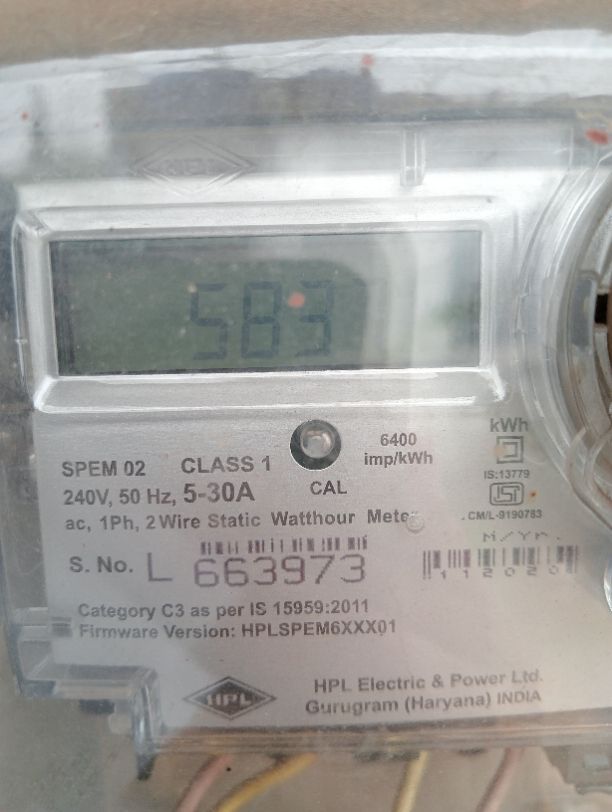 583
kWh
6400
imp/kWh
SPEM 02 CLASS 1
CAL
IS:13779
240V, 50 Hz, 5-30A
CM/L-9190783
ac, 1Ph, 2 Wire Static Watthour Meter
M/Yr.
S. No. L 663973
112020
Category C3 as per IS 15959:2011
Firmware Version: HPLSPEM6XXX01
HPL
HPL Electric & Power Ltd.
Gurugram (Haryana) INDIA